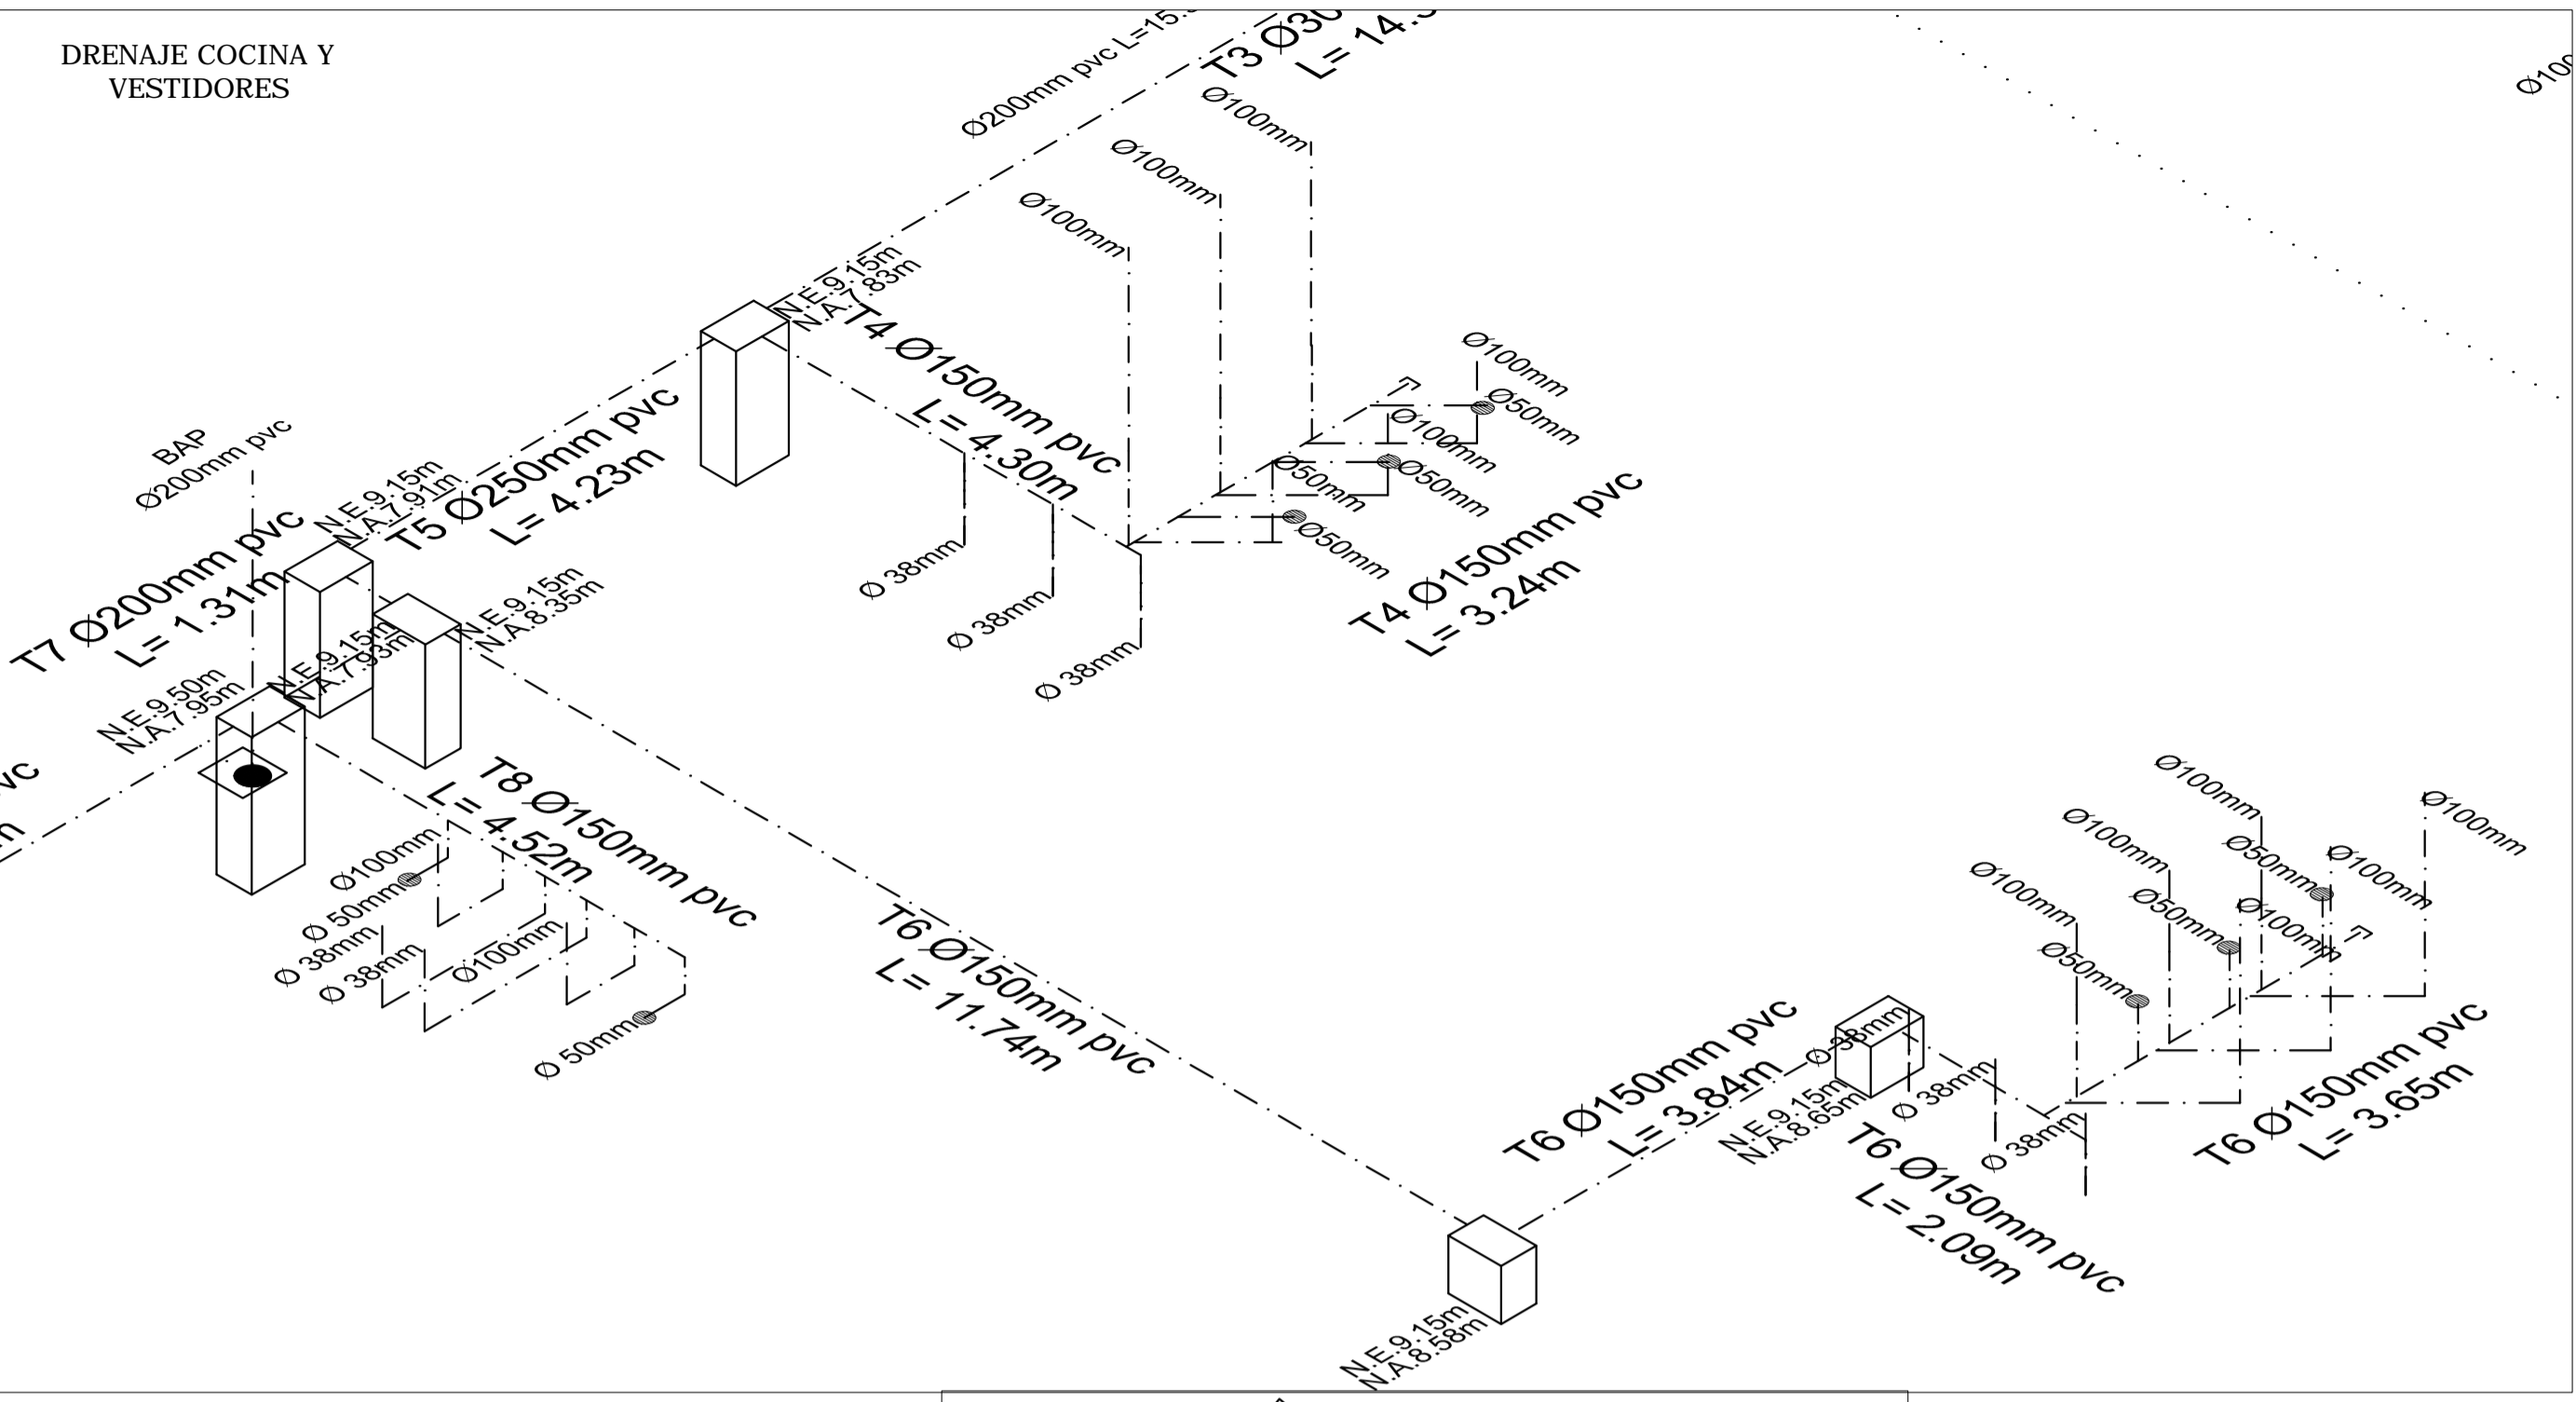 DRENAJE COCINA Y
VESTIDORES
Ø200mm pvc
T3
Ø100mm
Ø100mm
Ø100mm
Ø100
N.E.9.15m
N.A.7.83m
T4 Ø150mm pvc
L= 4.30m
Ø100mm
Ø50mm
Ø100mm
Ø50mm
Ø50mm
Ø50mm
T4 Ø150mm pvc
L= 3.24m
Ø 38mm
Ø 38mm
Ø 38mm
BAP
Ø200mm pvc
N.E.9.15m
N.A.7.91m
T5 Ø250mm pvc
L= 4.23m
T7 Ø200mm pvc
L= 1.31m
N.E.9.15m
N.A.8.35m
N.E.9.15m
N.A.7.93m
N.E.9.50m
N.A.7.95m
T8 Ø150mm pvc
L= 4.52m
Ø100mm
Ø 50mm
Ø 38mm
Ø 38mm
Ø100mm
Ø 50mm
T6 Ø150mm pvc
L= 11.74m
T6 Ø150mm pvc
L= 3.84m
N.E.9.15m
N.A.8.58m
N.E.9.15m
N.A.8.65m
Ø 38mm
Ø 38mm
Ø 38mm
T6 Ø150mm pvc
L= 2.09m
Ø100mm
Ø100mm
Ø100mm
Ø50mm
Ø50mm
Ø50mm
Ø100mm
Ø100mm
Ø100mm
T6 Ø150mm pvc
L= 3.65m